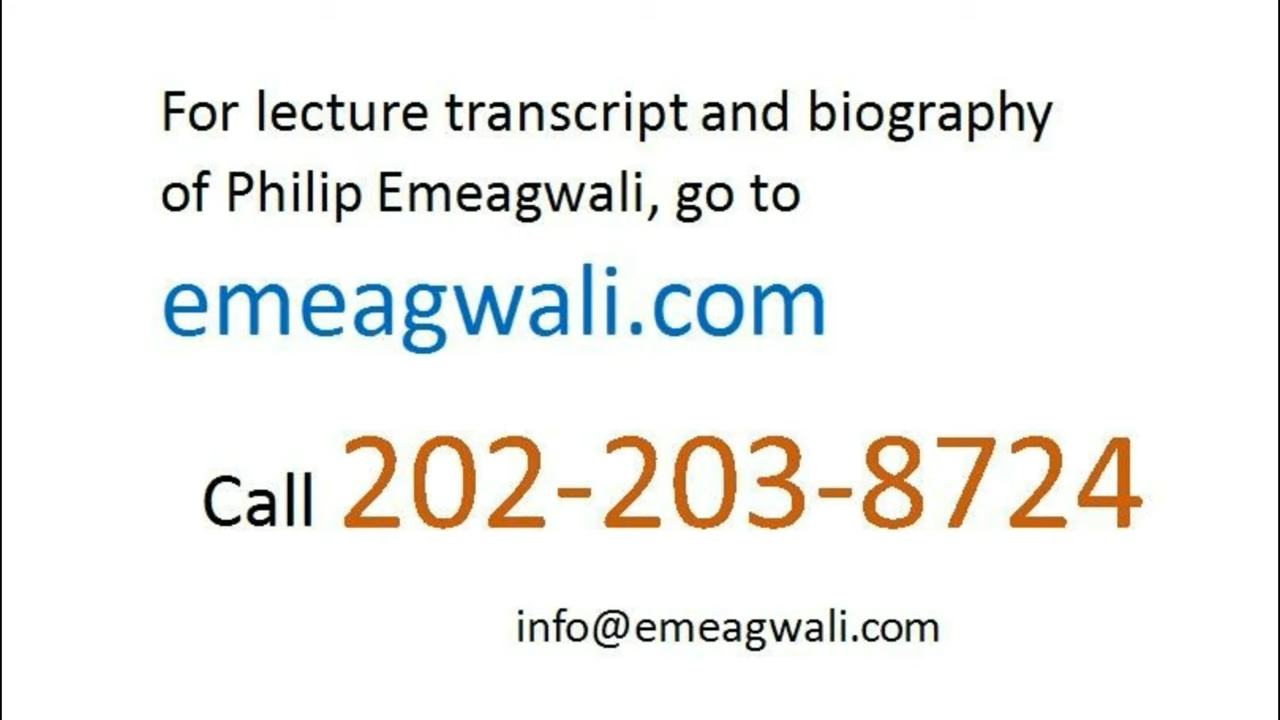 For lecture transcript and biography
of Philip Emeagwali, go to
emeagwali.com
Call 202-203-8724
info@emeagwali.com